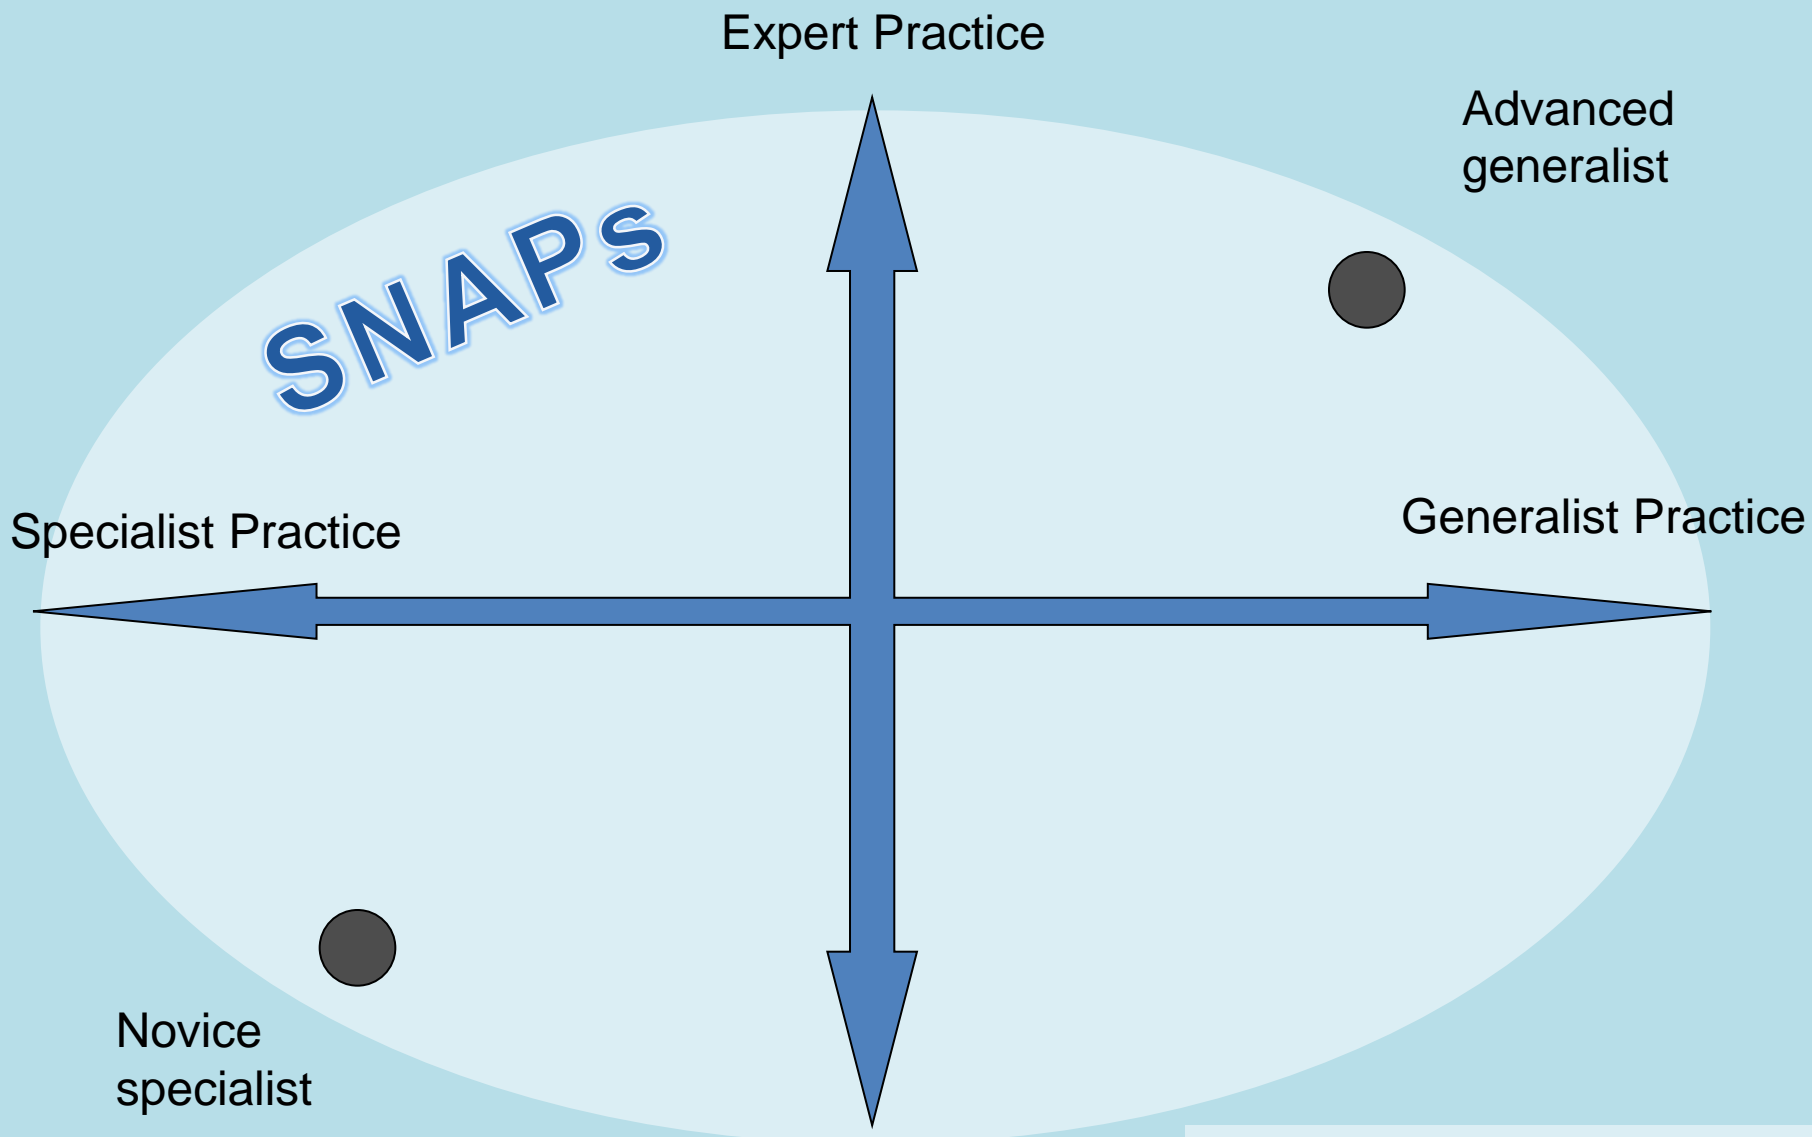 Expert Practice
Advanced
generalist
SNAPs
Specialist Practice
Generalist Practice
Novice
specialist